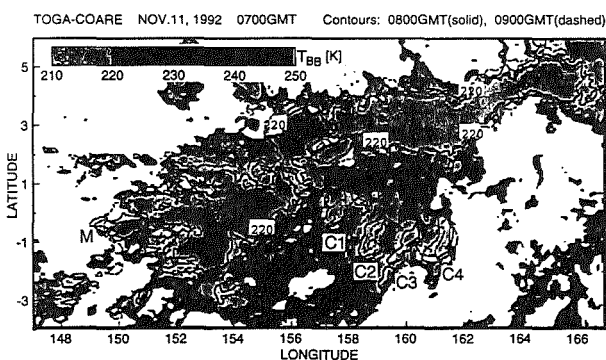 TOGA-COARE NOV.11, 1992 0700GMT Contours: 0800GMT(solid), 0900GMT(dashed)
T_BB [K]
210 220 230 240 250
5
3
1
-1
-3
LATITUDE
220
220
220
220
220
M
C1
C2
C3
C4
148 150 152 154 156 158 160 162 164 166
LONGITUDE